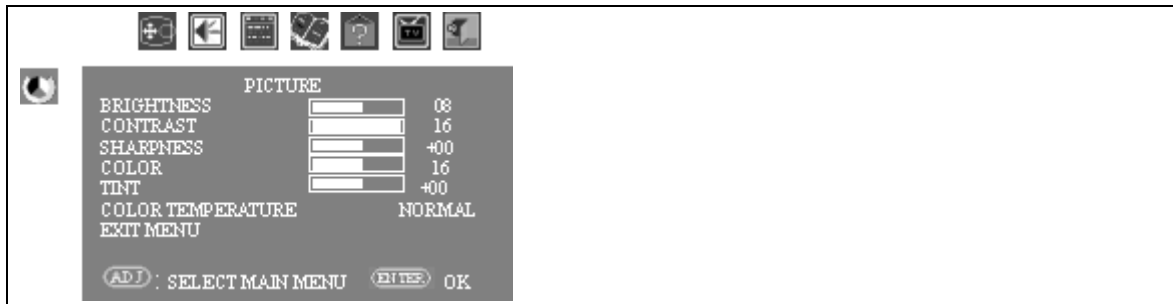 TV
?
PICTURE
BRIGHTNESS 08
CONTRAST 16
SHARPNESS +00
COLOR 16
TINT +00
COLOR TEMPERATURE NORMAL
EXIT MENU
ADJ : SELECT MAIN MENU ENTER OK